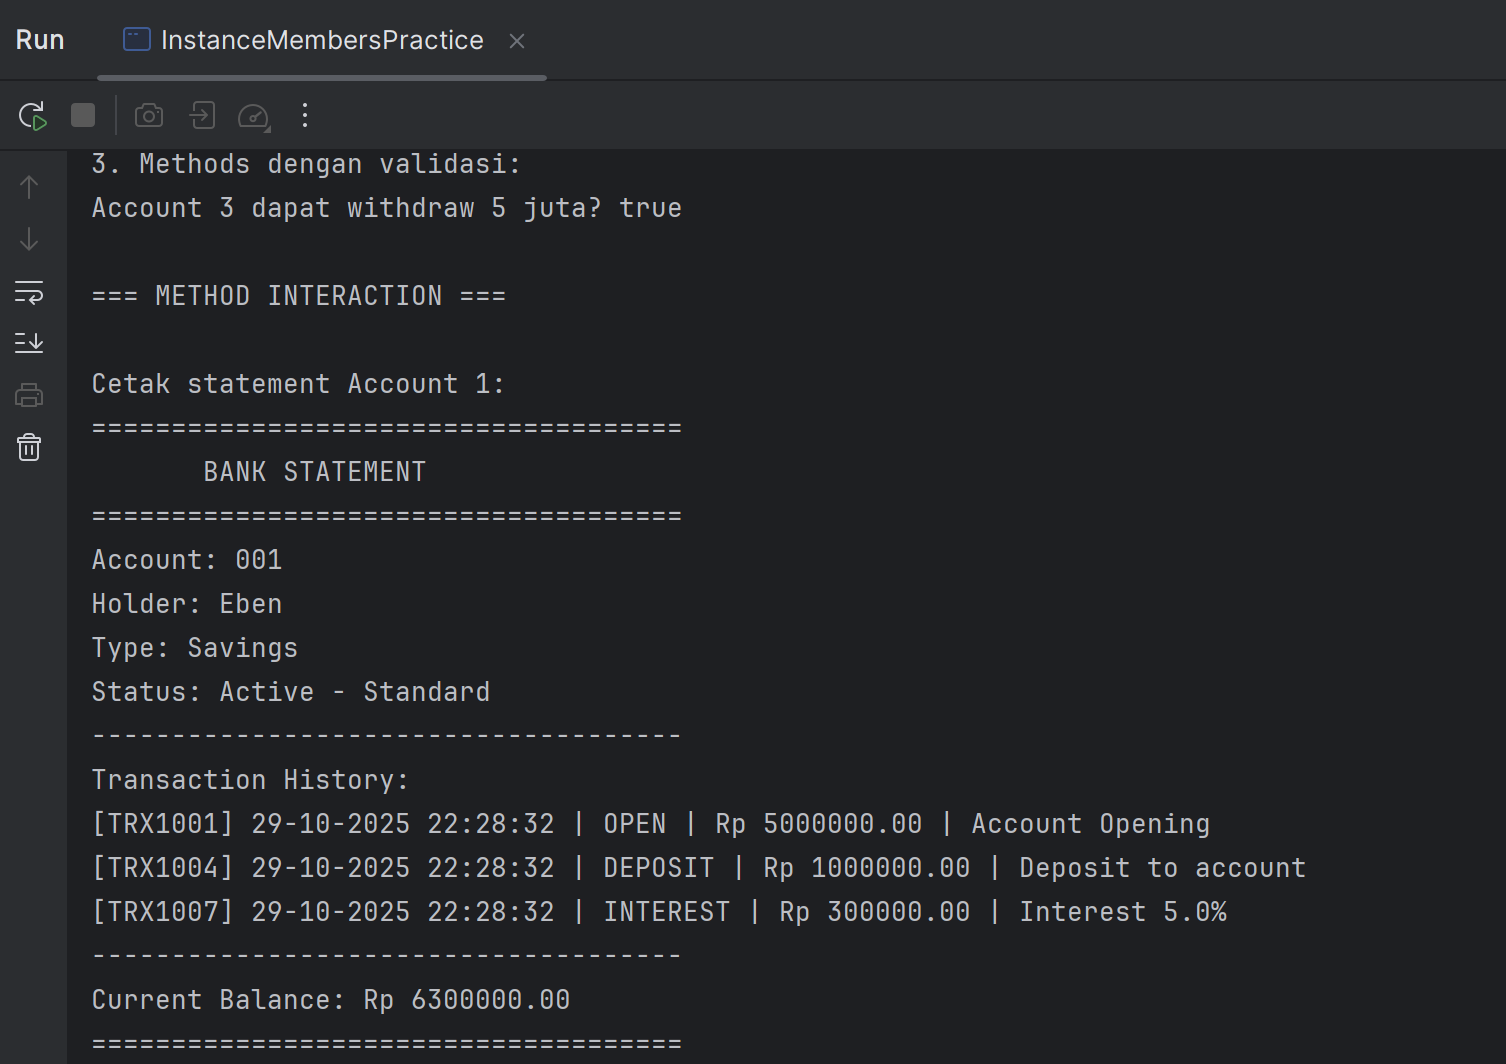 Run InstanceMembersPractice
3. Methods dengan validasi:
Account 3 dapat withdraw 5 juta? true
=== METHOD INTERACTION ===
Cetak statement Account 1:
=====================================
BANK STATEMENT
=====================================
Account: 001
Holder: Eben
Type: Savings
Status: Active - Standard
-------------------------------------
Transaction History:
[TRX1001] 29-10-2025 22:28:32 | OPEN | Rp 5000000.00 | Account Opening
[TRX1004] 29-10-2025 22:28:32 | DEPOSIT | Rp 1000000.00 | Deposit to account
[TRX1007] 29-10-2025 22:28:32 | INTEREST | Rp 300000.00 | Interest 5.0%
-------------------------------------
Current Balance: Rp 6300000.00
=====================================